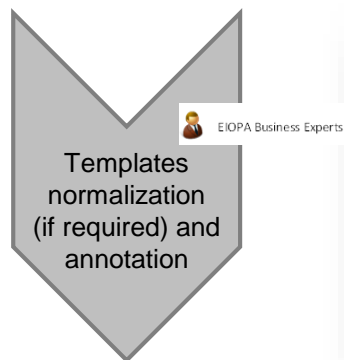 EIOPA Business Experts
Templates
normalization
(if required) and
annotation